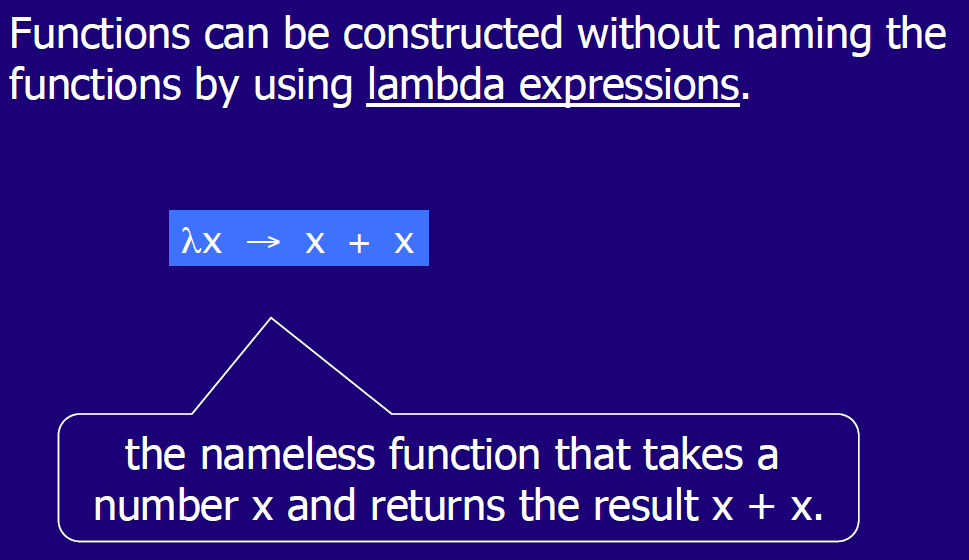 Functions can be constructed without naming the
functions by using lambda expressions.
λx → x + x
the nameless function that takes a
number x and returns the result x + x.